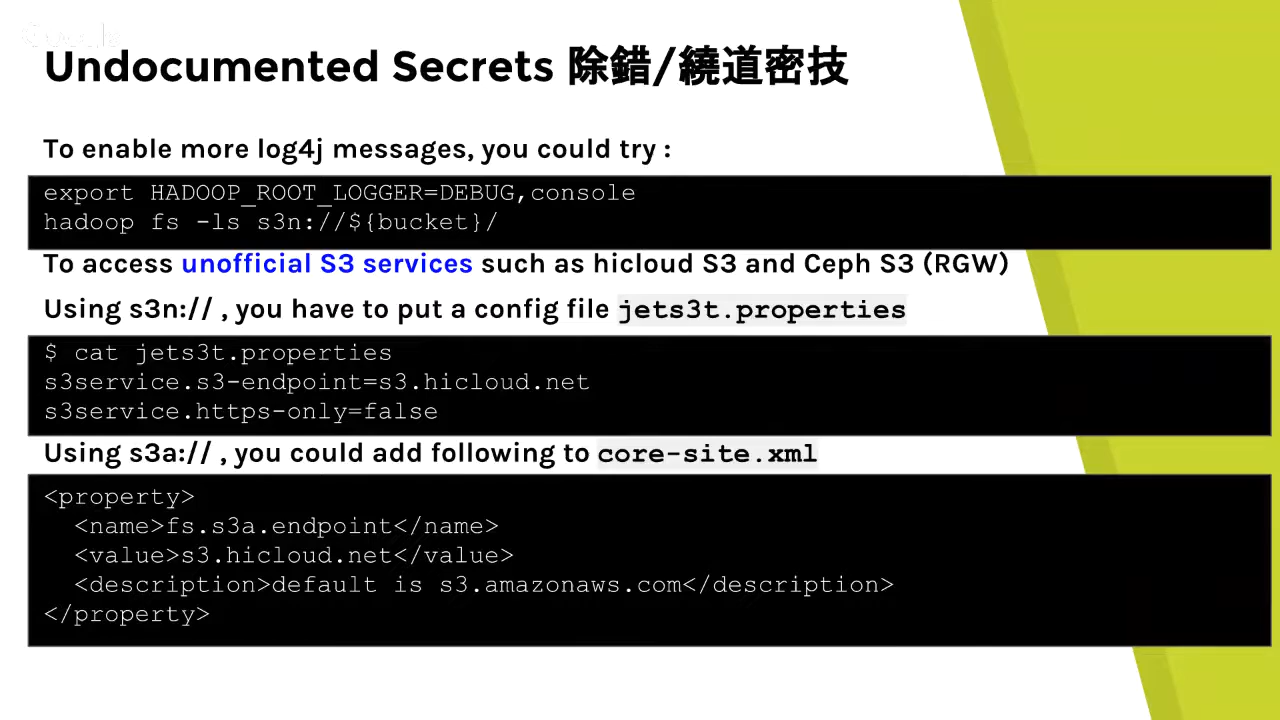 Undocumented Secrets 除錯/繞道密技
To enable more log4j messages, you could try :
export HADOOP_ROOT_LOGGER=DEBUG,console
hadoop fs -ls s3n://${bucket}/
To access unofficial S3 services such as hicloud S3 and Ceph S3 (RGW)
Using s3n:// , you have to put a config file jets3t.properties
$ cat jets3t.properties
s3service.s3-endpoint=s3.hicloud.net
s3service.https-only=false
Using s3a:// , you could add following to core-site.xml
<property>
  <name>fs.s3a.endpoint</name>
  <value>s3.hicloud.net</value>
  <description>default is s3.amazonaws.com</description>
</property>